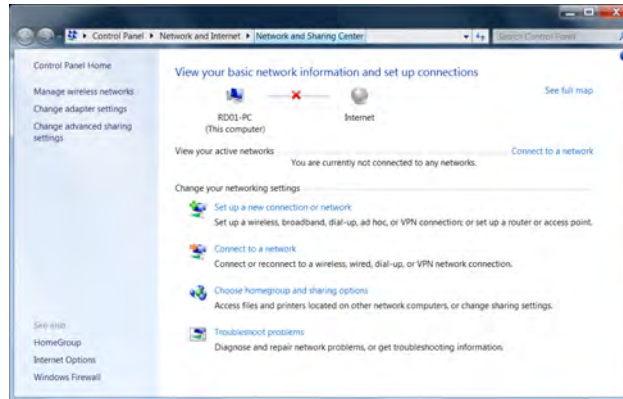 Control Panel ▸ Network and Internet ▸ Network and Sharing Center
Search Control Panel
Control Panel Home
Manage wireless networks
Change adapter settings
Change advanced sharing
settings
See also
HomeGroup
Internet Options
Windows Firewall
View your basic network information and set up connections
See full map
RD01-PC
(This computer)
Internet
View your active networks
Connect to a network
You are currently not connected to any networks.
Change your networking settings
Set up a new connection or network
Set up a wireless, broadband, dial-up, ad hoc, or VPN connection; or set up a router or access point.
Connect to a network
Connect or reconnect to a wireless, wired, dial-up, or VPN network connection.
Choose homegroup and sharing options
Access files and printers located on other network computers, or change sharing settings.
Troubleshoot problems
Diagnose and repair network problems, or get troubleshooting information.